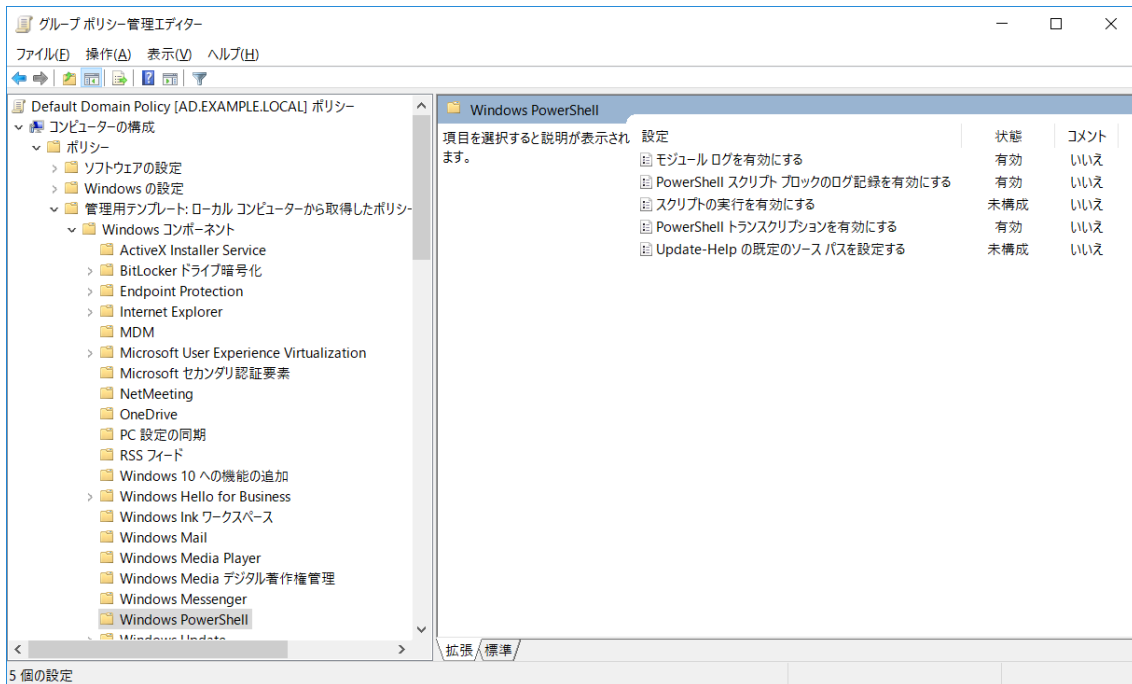 グループ ポリシー管理エディター
ファイル(F) 操作(A) 表示(V) ヘルプ(H)
Default Domain Policy [AD.EXAMPLE.LOCAL] ポリシー
コンピューターの構成
ポリシー
ソフトウェアの設定
Windows の設定
管理用テンプレート: ローカル コンピューターから取得したポリシー
Windows コンポーネント
ActiveX Installer Service
BitLocker ドライブ暗号化
Endpoint Protection
Internet Explorer
MDM
Microsoft User Experience Virtualization
Microsoft セカンダリ認証要素
NetMeeting
OneDrive
PC 設定の同期
RSS フィード
Windows 10 への機能の追加
Windows Hello for Business
Windows Ink ワークスペース
Windows Mail
Windows Media Player
Windows Media デジタル著作権管理
Windows Messenger
Windows PowerShell
Windows Update
Windows PowerShell
項目を選択すると説明が表示され
ます。
設定 状態 コメント
モジュール ログを有効にする 有効 いいえ
PowerShell スクリプト ブロックのログ記録を有効にする 有効 いいえ
スクリプトの実行を有効にする 未構成 いいえ
PowerShell トランスクリプションを有効にする 有効 いいえ
Update-Help の既定のソース パスを設定する 未構成 いいえ
拡張 標準
5 個の設定